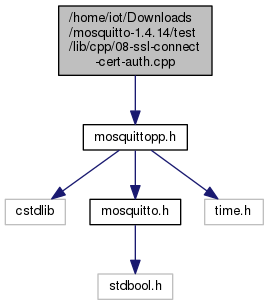 /home/iot/Downloads
/mosquitto-1.4.14/test
/lib/cpp/08-ssl-connect
-cert-auth.cpp
mosquittopp.h
cstdlib
mosquitto.h
time.h
stdbool.h